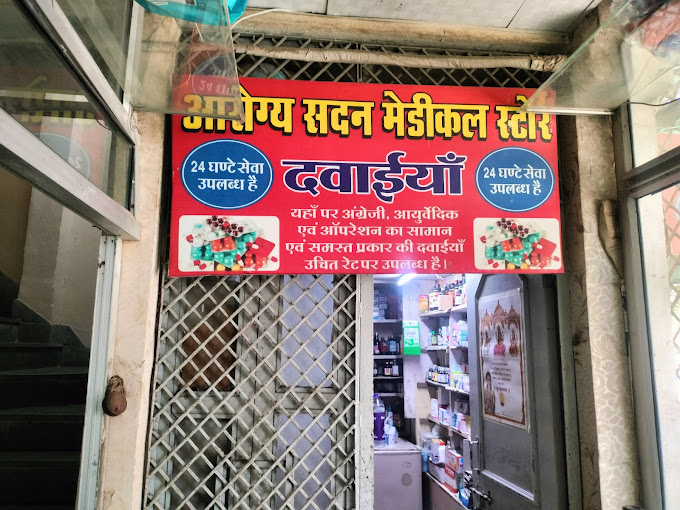 आरोग्य सदन मेडीकल स्टोर
24 घण्टे सेवा
उपलब्ध है
दवाईयाँ
24 घण्टे सेवा
उपलब्ध है
यहाँ पर अंग्रेजी, आयुर्वेदिक
एवं ऑपरेशन का सामान
एवं समस्त प्रकार की दवाईयाँ
उचित रेट पर उपलब्ध है।